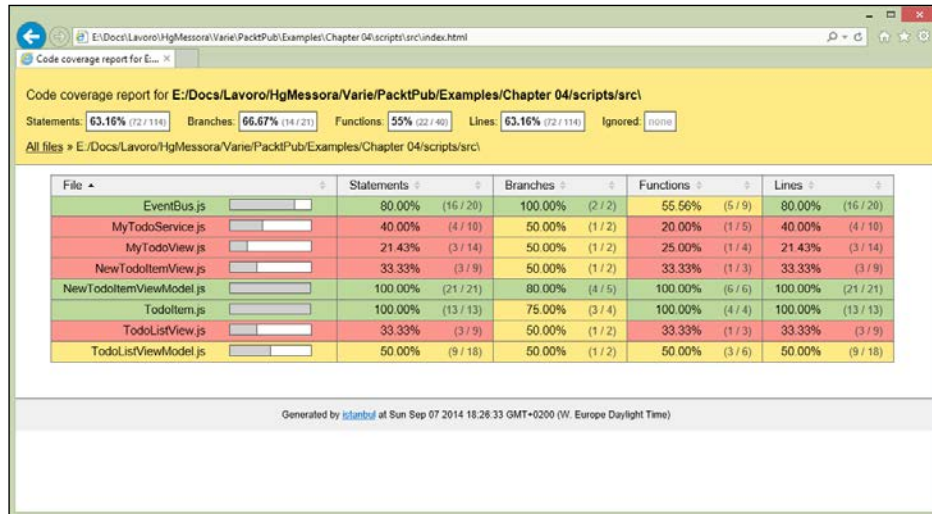 E:\Docs\Lavoro\HgMessora\Varie\PacktPub\Examples\Chapter 04\scripts\src\index.html
Code coverage report for E:...
Code coverage report for E:/Docs/Lavoro/HgMessora/Varie/PacktPub/Examples/Chapter 04/scripts/src\
Statements: 63.16% (72 / 114) Branches: 66.67% (14 / 21) Functions: 55% (22 / 40) Lines: 63.16% (72 / 114) Ignored: none
All files » E:/Docs/Lavoro/HgMessora/Varie/PacktPub/Examples/Chapter 04/scripts/src\
File Statements Branches Functions Lines
EventBus.js 80.00% (16 / 20) 100.00% (2 / 2) 55.56% (5 / 9) 80.00% (16 / 20)
MyTodoService.js 40.00% (4 / 10) 50.00% (1 / 2) 20.00% (1 / 5) 40.00% (4 / 10)
MyTodoView.js 21.43% (3 / 14) 50.00% (1 / 2) 25.00% (1 / 4) 21.43% (3 / 14)
NewTodoItemView.js 33.33% (3 / 9) 50.00% (1 / 2) 33.33% (1 / 3) 33.33% (3 / 9)
NewTodoItemViewModel.js 100.00% (21 / 21) 80.00% (4 / 5) 100.00% (6 / 6) 100.00% (21 / 21)
TodoItem.js 100.00% (13 / 13) 75.00% (3 / 4) 100.00% (4 / 4) 100.00% (13 / 13)
TodoListView.js 33.33% (3 / 9) 50.00% (1 / 2) 33.33% (1 / 3) 33.33% (3 / 9)
TodoListViewModel.js 50.00% (9 / 18) 50.00% (1 / 2) 50.00% (3 / 6) 50.00% (9 / 18)
Generated by istanbul at Sun Sep 07 2014 18:26:33 GMT+0200 (W. Europe Daylight Time)